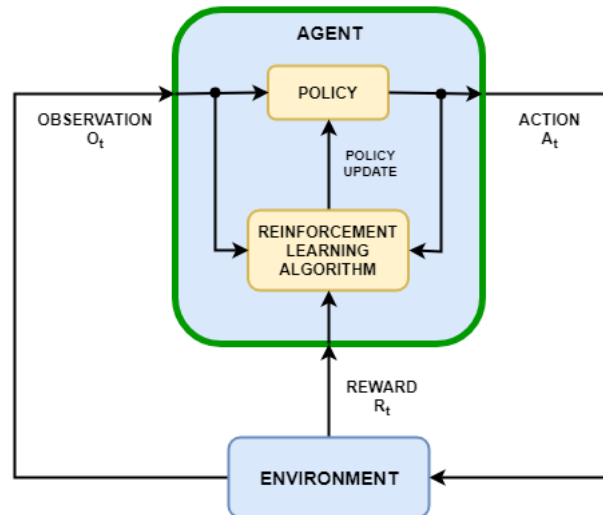 AGENT
POLICY
OBSERVATION
Oₜ
ACTION
Aₜ
POLICY
UPDATE
REINFORCEMENT
LEARNING
ALGORITHM
REWARD
Rₜ
ENVIRONMENT